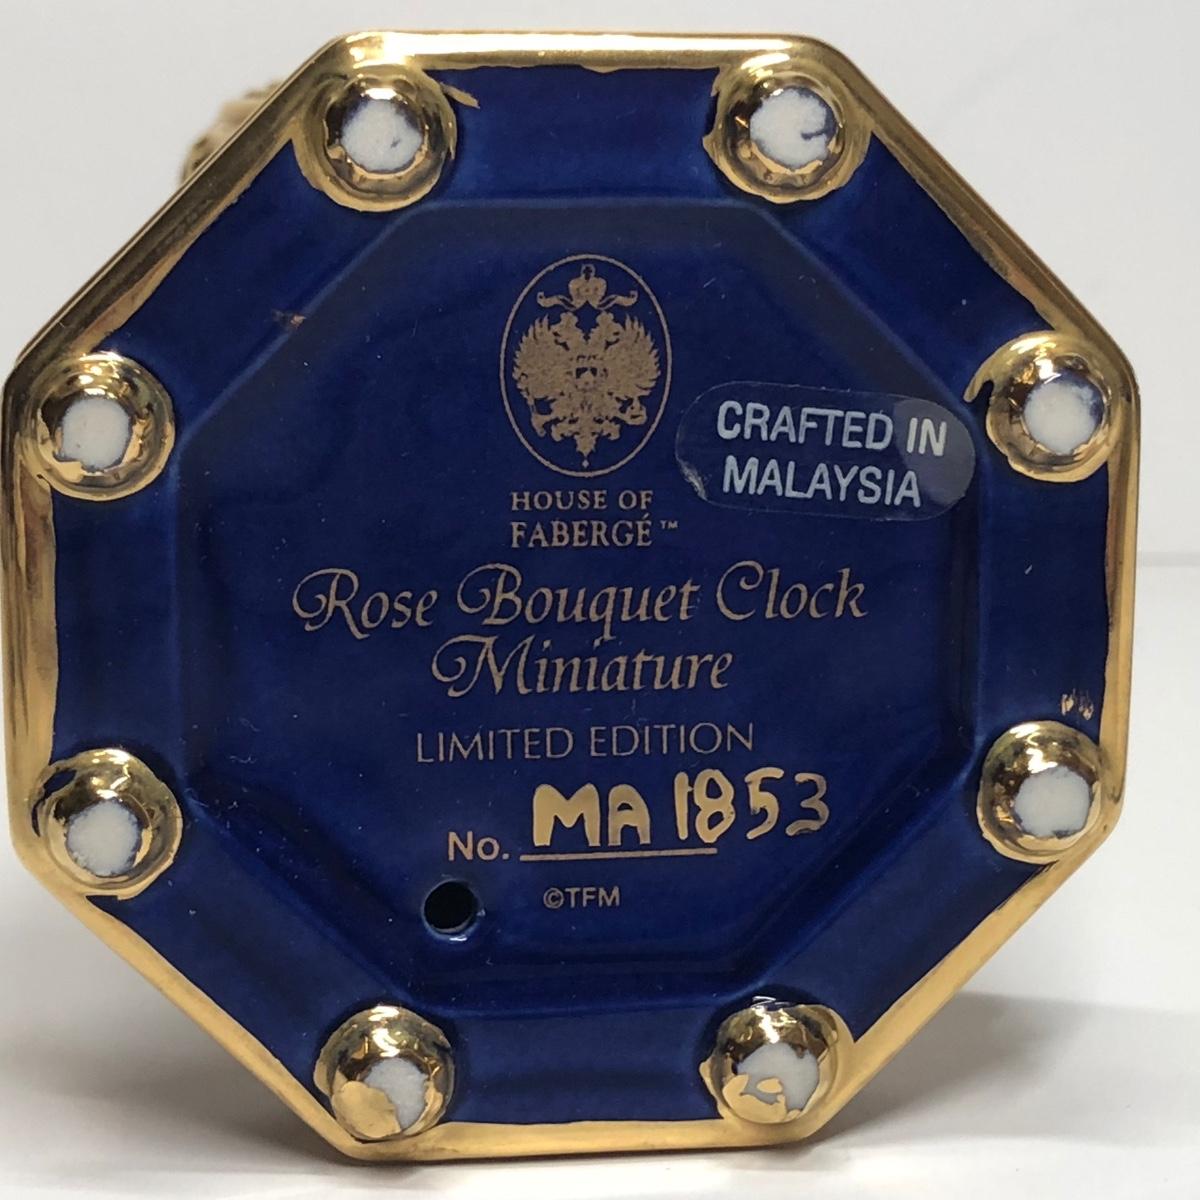 HOUSE OF
FABERGÉ™
CRAFTED IN
MALAYSIA
Rose Bouquet Clock
Miniature
LIMITED EDITION
No. MA 1853
©TFM